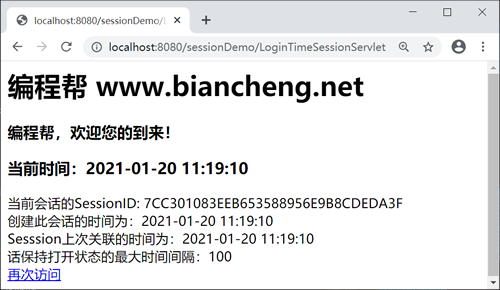 localhost:8080/sessionDemo/L
localhost:8080/sessionDemo/LoginTimeSessionServlet
编程帮 www.biancheng.net
编程帮，欢迎您的到来！
当前时间：2021-01-20 11:19:10
当前会话的SessionID: 7CC301083EEB653588956E9B8CDEDA3F
创建此会话的时间为：2021-01-20 11:19:10
Sesssion上次关联的时间为：2021-01-20 11:19:10
话保持打开状态的最大时间间隔：100
再次访问